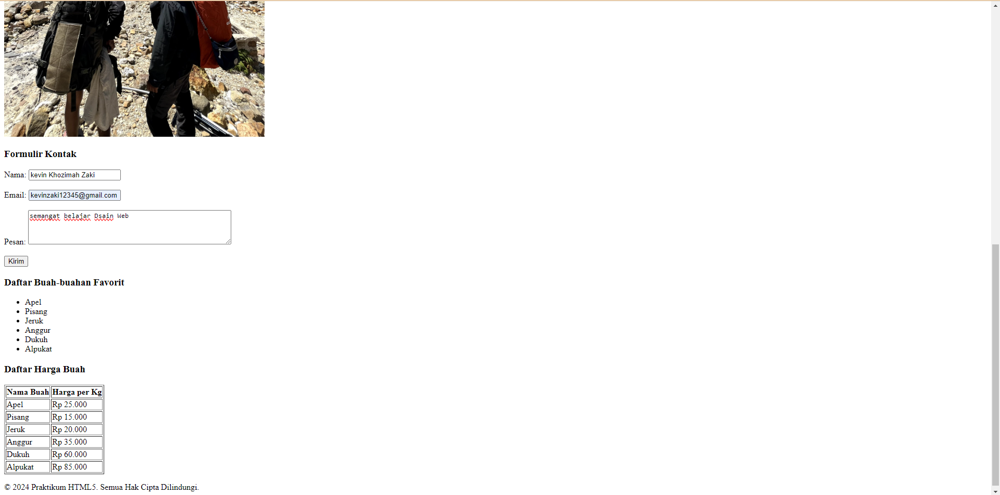 Formulir Kontak
Nama: kevin Khozimah Zaki
Email: kevinzaki12345@gmail.com
semangat belajar Dsain Web
Pesan:
Kirim
Daftar Buah-buahan Favorit
Apel
Pisang
Jeruk
Anggur
Dukuh
Alpukat
Daftar Harga Buah
Nama Buah Harga per Kg
Apel Rp 25.000
Pisang Rp 15.000
Jeruk Rp 20.000
Anggur Rp 35.000
Dukuh Rp 60.000
Alpukat Rp 85.000
© 2024 Praktikum HTML5. Semua Hak Cipta Dilindungi.